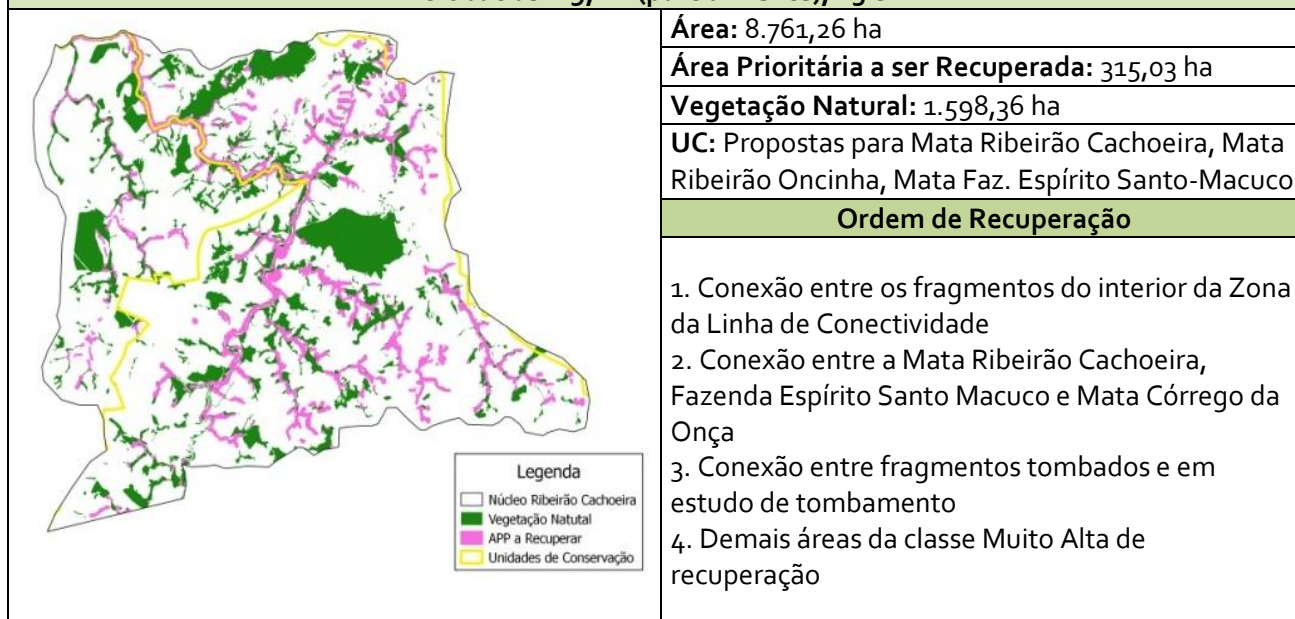 Área: 8.761,26 ha
Área Prioritária a ser Recuperada: 315,03 ha
Vegetação Natural: 1.598,36 ha
UC: Propostas para Mata Ribeirão Cachoeira, Mata
Ribeirão Oncinha, Mata Faz. Espírito Santo-Macuco
Ordem de Recuperação
1. Conexão entre os fragmentos do interior da Zona
da Linha de Conectividade
2. Conexão entre a Mata Ribeirão Cachoeira,
Fazenda Espírito Santo Macuco e Mata Córrego da
Onça
3. Conexão entre fragmentos tombados e em
estudo de tombamento
4. Demais áreas da classe Muito Alta de
recuperação
Legenda
Núcleo Ribeirão Cachoeira
Vegetação Natutal
APP a Recuperar
Unidades de Conservação